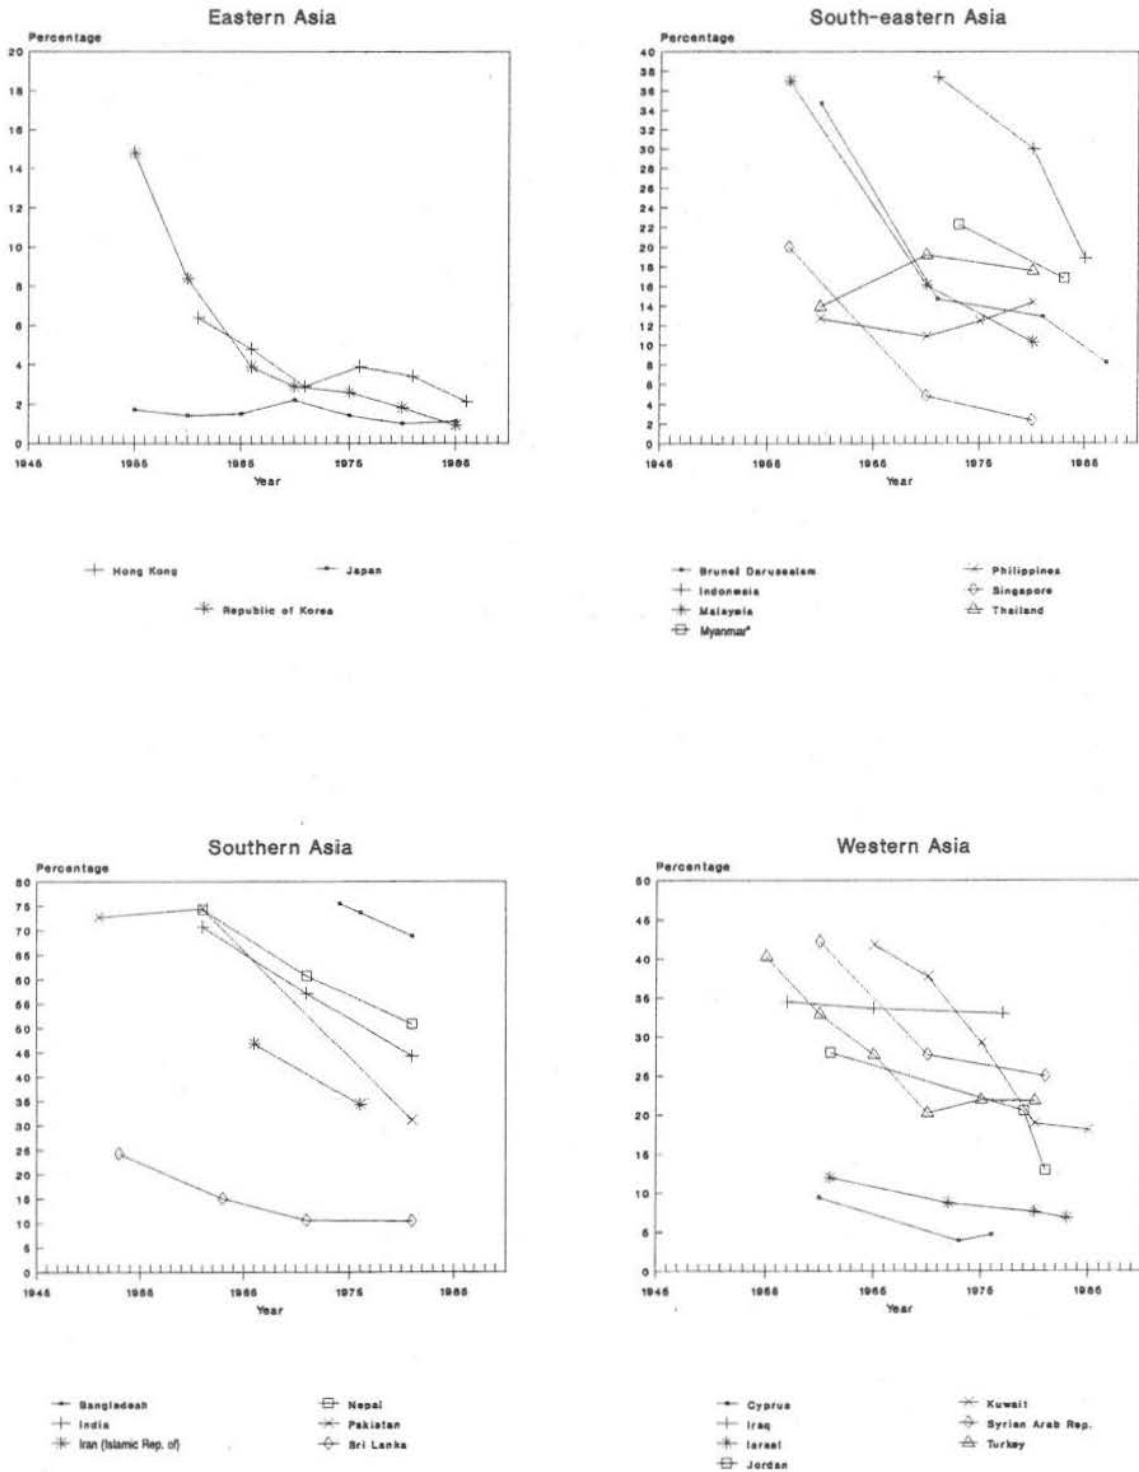 Eastern Asia
Percentage
20
18
16
14
12
10
8
6
4
2
0
1945 1955 1965 1975 1985
Year
Hong Kong Japan
Republic of Korea
South-eastern Asia
Percentage
40
38
36
34
32
30
28
26
24
22
20
18
16
14
12
10
8
6
4
2
0
1945 1955 1965 1975 1985
Year
Brunei Darussalam Philippines
Indonesia Singapore
Malaysia Thailand
Myanmar*
Southern Asia
Percentage
80
75
70
65
60
55
50
45
40
35
30
25
20
15
10
5
0
1945 1955 1965 1975 1985
Year
Bangladesh Nepal
India Pakistan
Iran (Islamic Rep. of) Sri Lanka
Western Asia
Percentage
50
45
40
35
30
25
20
15
10
5
0
1945 1955 1965 1975 1985
Year
Cyprus Kuwait
Iraq Syrian Arab Rep.
Israel Turkey
Jordan